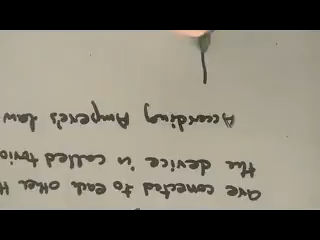 are connected to each other
the device is called
According Ampere's law